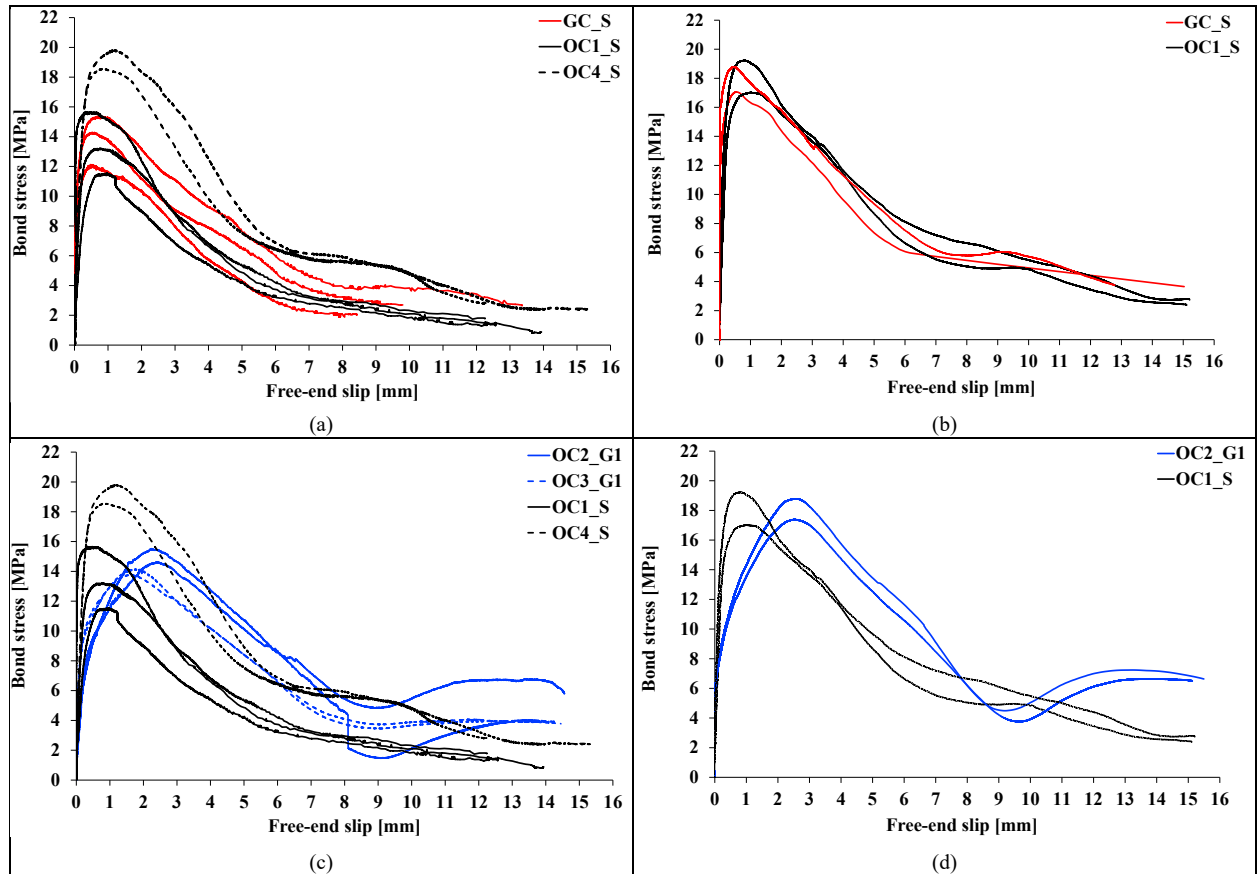 GC_S
OC1_S
OC4_S
Bond stress [MPa]
22
20
18
16
14
12
10
8
6
4
2
0
0 1 2 3 4 5 6 7 8 9 10 11 12 13 14 15 16
Free-end slip [mm]
(a)
GC_S
OC1_S
Bond stress [MPa]
22
20
18
16
14
12
10
8
6
4
2
0
0 1 2 3 4 5 6 7 8 9 10 11 12 13 14 15 16
Free-end slip [mm]
(b)
OC2_G1
OC3_G1
OC1_S
OC4_S
Bond stress [MPa]
22
20
18
16
14
12
10
8
6
4
2
0
0 1 2 3 4 5 6 7 8 9 10 11 12 13 14 15 16
Free-end slip [mm]
(c)
OC2_G1
OC1_S
Bond stress [MPa]
22
20
18
16
14
12
10
8
6
4
2
0
0 1 2 3 4 5 6 7 8 9 10 11 12 13 14 15 16
Free-end slip [mm]
(d)